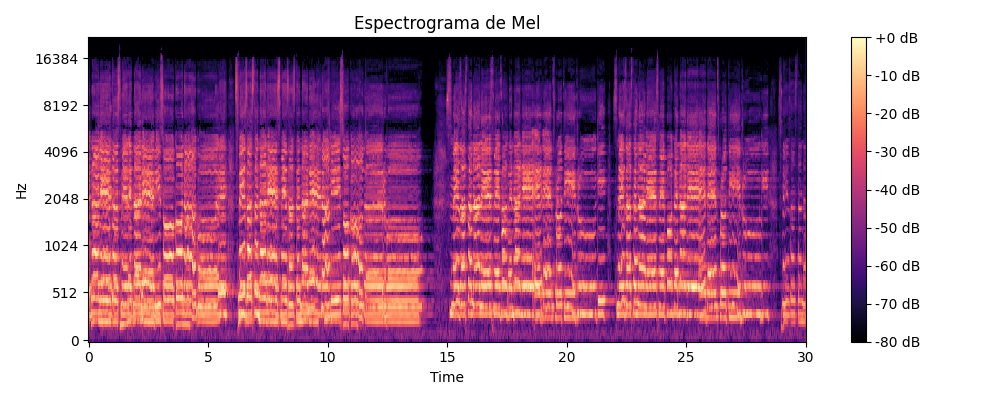 Espectrograma de Mel
Hz
16384
8192
4096
2048
1024
512
0
0
5
10
15
20
25
30
Time
+0 dB
-10 dB
-20 dB
-30 dB
-40 dB
-50 dB
-60 dB
-70 dB
-80 dB